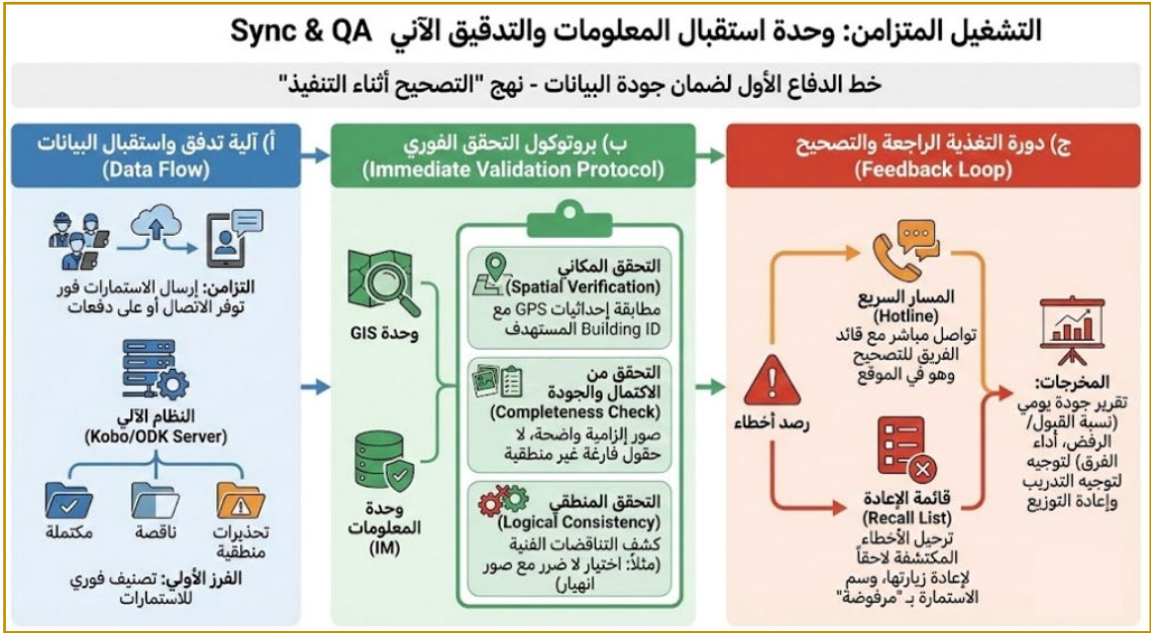 التشغيل المتزامن: وحدة استقبال المعلومات والتدقيق الآني Sync & QA
خط الدفاع الأول لضمان جودة البيانات - نهج "التصحيح أثناء التنفيذ"
أ) آلية تدفق واستقبال البيانات
(Data Flow)
التزامن: إرسال الاستمارات فور
توفر الاتصال أو على دفعات
النظام الآلي
(Kobo/ODK Server)
مكتملة
ناقصة
تحذيرات
منطقية
الفرز الأولي: تصنيف فوري
للاستمارات
ب) بروتوكول التحقق الفوري
(Immediate Validation Protocol)
وحدة GIS
وحدة
المعلومات
(IM)
التحقق المكاني
(Spatial Verification)
مطابقة إحداثيات GPS مع
Building ID المستهدف
التحقق من
الاكتمال والجودة
(Completeness Check)
صور إلزامية واضحة، لا
حقول فارغة غير منطقية
التحقق المنطقي
(Logical Consistency)
كشف التناقضات الفنية
(مثلاً: اختيار لا ضرر مع صور
انهيار)
ج) دورة التغذية الراجعة والتصحيح
(Feedback Loop)
رصد أخطاء
المسار السريع
(Hotline)
تواصل مباشر مع قائد
الفريق للتصحيح
وهو في الموقع
قائمة الإعادة
(Recall List)
ترحيل الأخطاء
المكتشفة لاحقاً
لإعادة زيارتها، وسم
الاستمارة بـ "مرفوضة"
المخرجات:
تقرير جودة يومي
(نسبة القبول/
الرفض، أداء
الفرق) لتوجيه
لتوجيه التدريب
وإعادة التوزيع